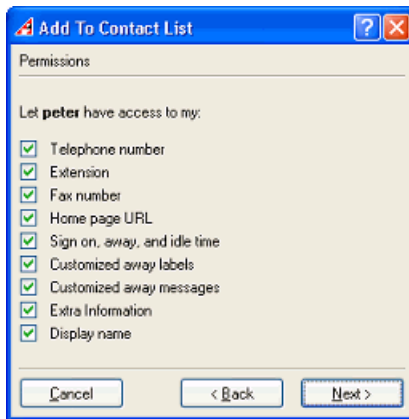 Add To Contact List
Permissions
Let peter have access to my:
Telephone number
Extension
Fax number
Home page URL
Sign on, away, and idle time
Customized away labels
Customized away messages
Extra Information
Display name
Cancel
< Back
Next >